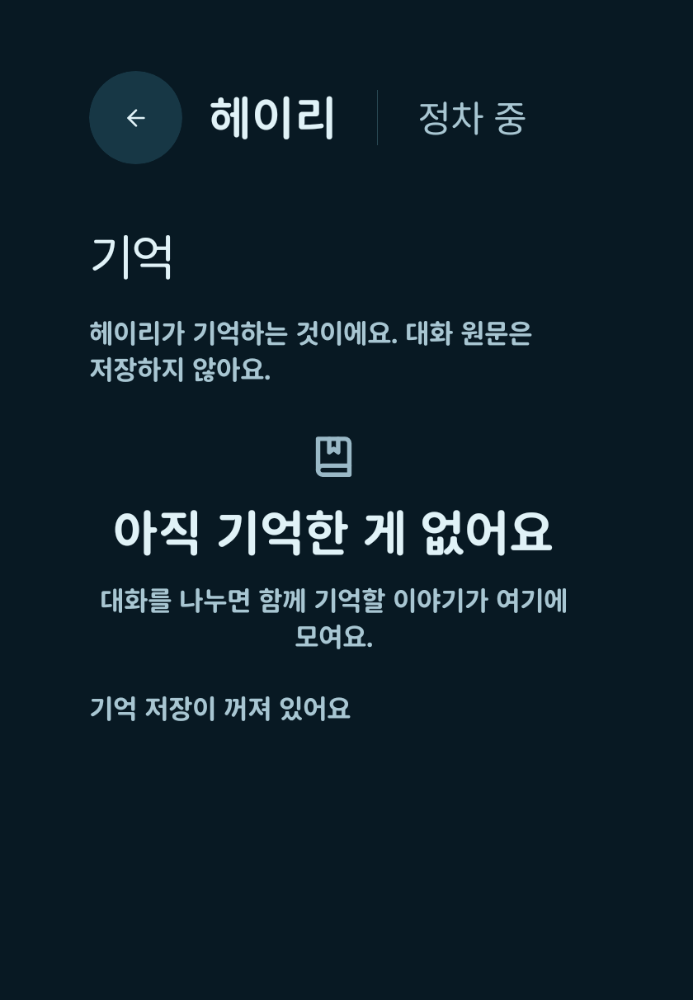 헤이리
정차 중
기억
헤이리가 기억하는 것이에요. 대화 원문은
저장하지 않아요.
아직 기억한 게 없어요
대화를 나누면 함께 기억할 이야기가 여기에
모여요.
기억 저장이 꺼져 있어요